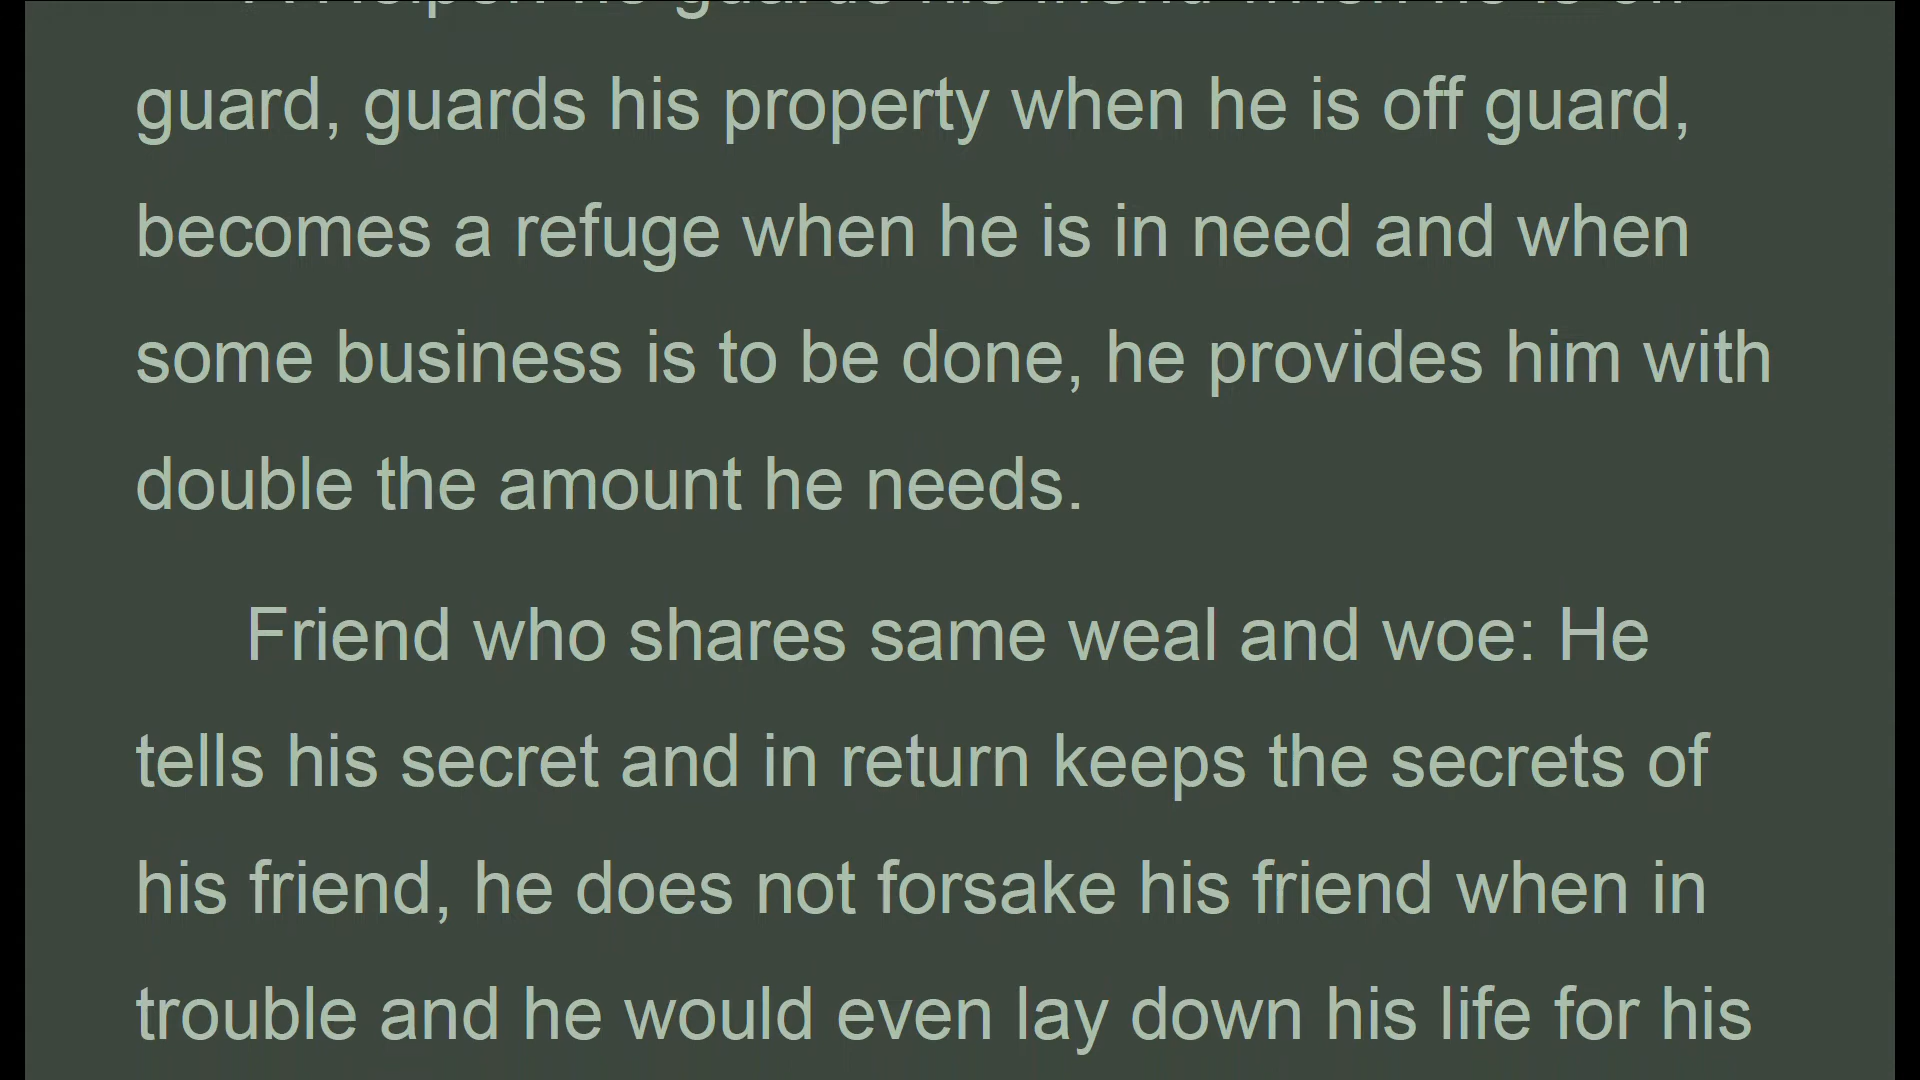 guard, guards his property when he is off guard,
becomes a refuge when he is in need and when
some business is to be done, he provides him with
double the amount he needs.
Friend who shares same weal and woe: He
tells his secret and in return keeps the secrets of
his friend, he does not forsake his friend when in
trouble and he would even lay down his life for his